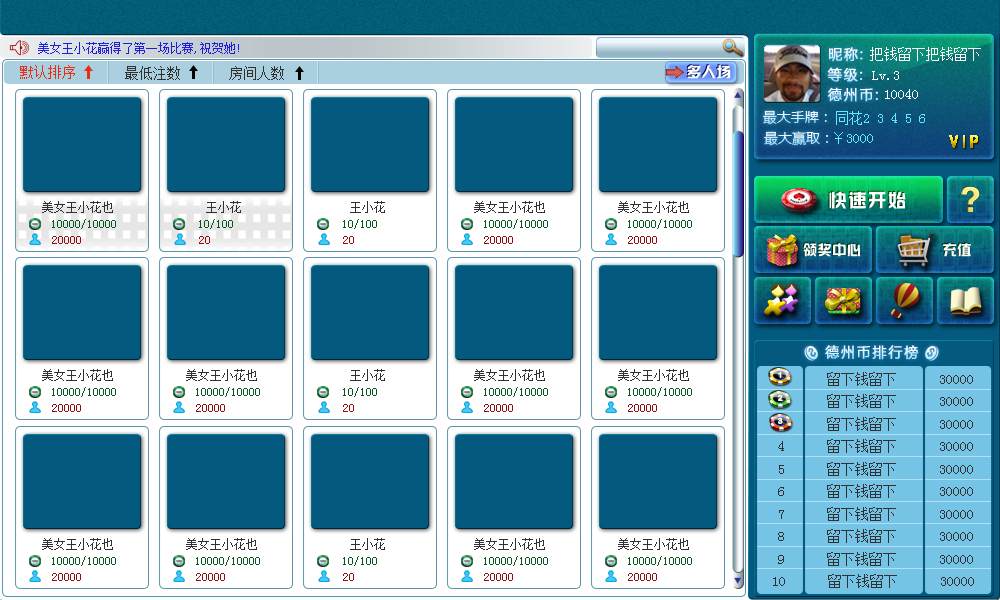 美女王小花赢得了第一场比赛,祝贺她!
默认排序 最低注数 房间人数 多人场
美女王小花也 王小花 王小花 美女王小花也 美女王小花也
10000/10000 10/100 10/100 10000/10000 10000/10000
20000 20 20 20000 20000
美女王小花也 美女王小花也 王小花 美女王小花也 美女王小花也
10000/10000 10000/10000 10/100 10000/10000 10000/10000
20000 20000 20 20000 20000
美女王小花也 美女王小花也 王小花 美女王小花也 美女王小花也
10000/10000 10000/10000 10/100 10000/10000 10000/10000
20000 20000 20 20000 20000
昵称: 把钱留下把钱留下
等级: Lv.3
德州币: 10040
最大手牌: 同花2 3 4 5 6
最大赢取:￥3000
VIP
快速开始 ?
领奖中心 充值
德州币排行榜
1 留下钱留下 30000
2 留下钱留下 30000
3 留下钱留下 30000
4 留下钱留下 30000
5 留下钱留下 30000
6 留下钱留下 30000
7 留下钱留下 30000
8 留下钱留下 30000
9 留下钱留下 30000
10 留下钱留下 30000